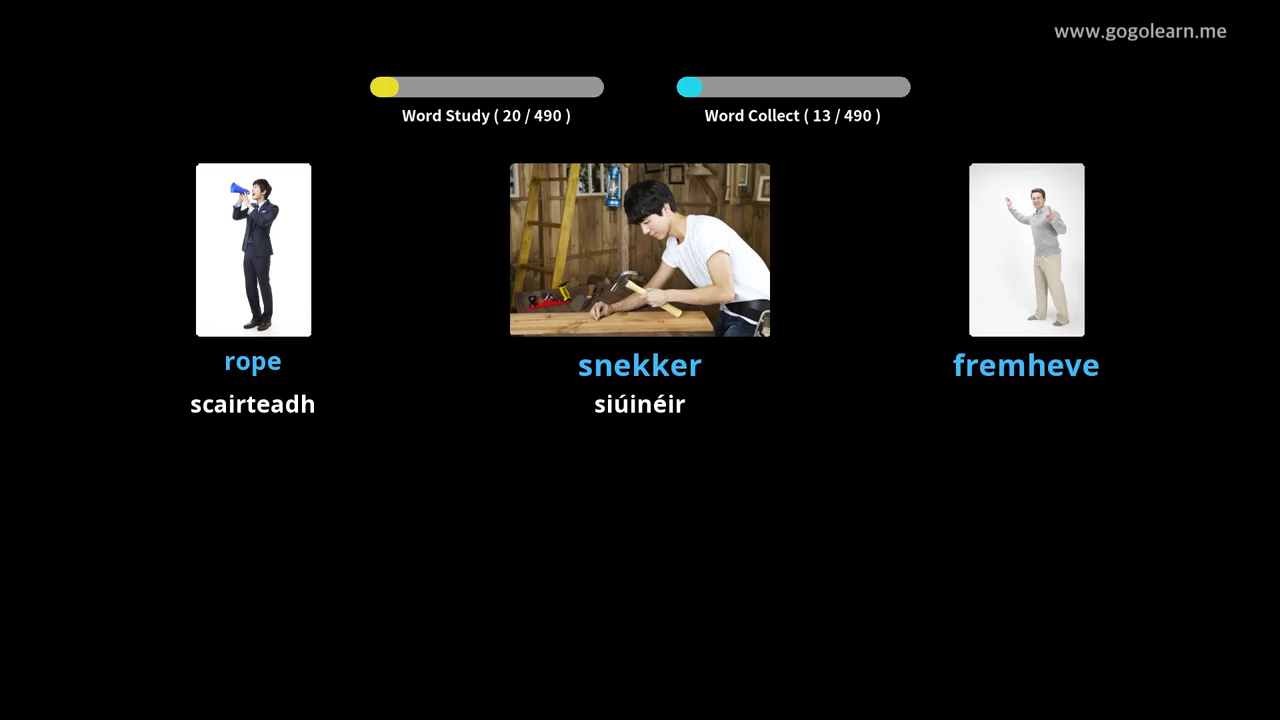 www.gogolearn.me
Word Study ( 20 / 490 )
Word Collect ( 13 / 490 )
rope
snekker
fremheve
scairteadh
siúinéir